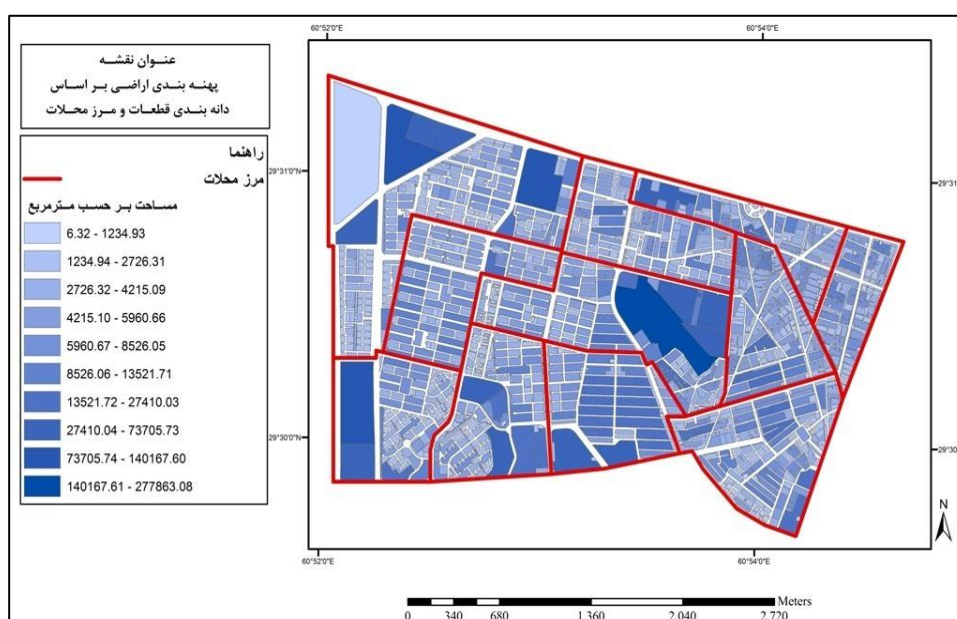 عنوان نقشه
پهنه بندی اراضی بر اساس
دانه بندی قطعات و مرز محلات
راهنما
مرز محلات
مساحت بر حسب مترمربع
6.32 - 1234.93
1234.94 - 2726.31
2726.32 - 4215.09
4215.10 - 5960.66
5960.67 - 8526.05
8526.06 - 13521.71
13521.72 - 27410.03
27410.04 - 73705.73
73705.74 - 140167.60
140167.61 - 277863.08
60°52'0"E
60°54'0"E
29°31'0"N
29°31
29°30'0"N
29°30
60°52'0"E
60°54'0"E
N
Meters
0 340 680 1,360 2,040 2,720